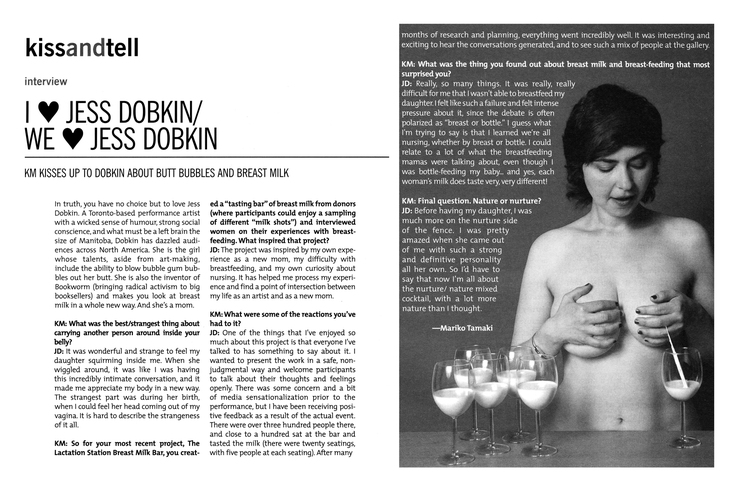 kissandtell
interview
I ♥ JESS DOBKIN/
WE ♥ JESS DOBKIN
KM KISSES UP TO DOBKIN ABOUT BUTT BUBBLES AND BREAST MILK
In truth, you have no choice but to love Jess
Dobkin. A Toronto-based performance artist
with a wicked sense of humour, strong social
conscience, and what must be a left brain the
size of Manitoba, Dobkin has dazzled audi-
ences across North America. She is the girl
whose talents, aside from art-making,
include the ability to blow bubble gum bub-
bles out her butt. She is also the inventor of
Bookworm (bringing radical activism to big
booksellers) and makes you look at breast
milk in a whole new way. And she's a mom.
KM: What was the best/strangest thing about
carrying another person around inside your
belly?
JD: It was wonderful and strange to feel my
daughter squirming inside me. When she
wiggled around, it was like I was having
this incredibly intimate conversation, and it
made me appreciate my body in a new way.
The strangest part was during her birth,
when I could feel her head coming out of my
vagina. It is hard to describe the strangeness
of it all.
KM: So for your most recent project, The
Lactation Station Breast Milk Bar, you creat-
ed a "tasting bar" of breast milk from donors
(where participants could enjoy a sampling
of different "milk shots") and interviewed
women on their experiences with breast-
feeding. What inspired that project?
JD: The project was inspired by my own expe-
rience as a new mom, my difficulty with
breastfeeding, and my own curiosity about
nursing. It has helped me process my experi-
ence and find a point of intersection between
my life as an artist and as a new mom.
KM: What were some of the reactions you've
had to it?
JD: One of the things that I've enjoyed so
much about this project is that everyone I've
talked to has something to say about it. I
wanted to present the work in a safe, non-
judgmental way and welcome participants
to talk about their thoughts and feelings
openly. There was some concern and a bit
of media sensationalization prior to the
performance, but I have been receiving posi-
tive feedback as a result of the actual event.
There were over three hundred people there,
and close to a hundred sat at the bar and
tasted the milk (there were twenty seatings,
with five people at each seating). After many
months of research and planning, everything went incredibly well. It was interesting and
exciting to hear the conversations generated, and to see such a mix of people at the gallery.
KM: What was the thing you found out about breast milk and breast-feeding that most
surprised you?
JD: Really, so many things. It was really, really
difficult for me that I wasn't able to breastfeed my
daughter. I felt like such a failure and felt intense
pressure about it, since the debate is often
polarized as "breast or bottle." I guess what
I'm trying to say is that I learned we're all
nursing, whether by breast or bottle. I could
relate to a lot of what the breastfeeding
mamas were talking about, even though I
was bottle-feeding my baby... and yes, each
woman's milk does taste very, very different!
KM: Final question. Nature or nurture?
JD: Before having my daughter, I was
much more on the nurture side
of the fence. I was pretty
amazed when she came out
of me with such a strong
and definitive personality
all her own. So I'd have to
say that now I'm all about
the nurture/ nature mixed
cocktail, with a lot more
nature than I thought.
—Mariko Tamaki